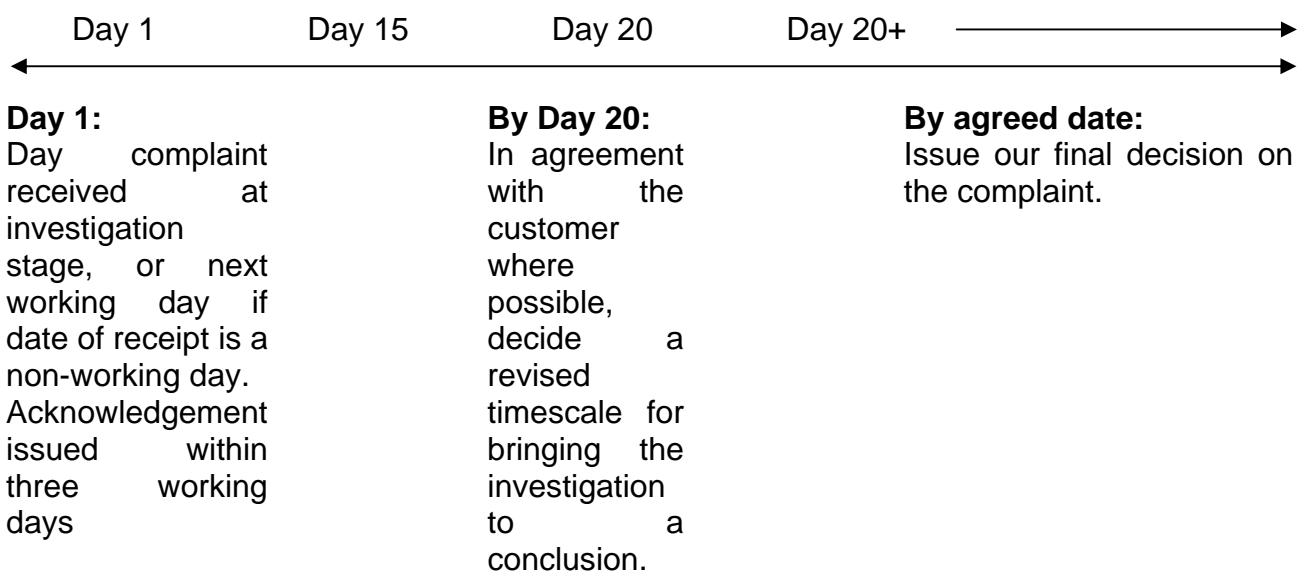 Day 1 Day 15 Day 20 Day 20+
Day 1:
Day complaint
received at
investigation
stage, or next
working day if
date of receipt is a
non-working day.
Acknowledgement
issued within
three working
days
By Day 20:
In agreement
with the
customer
where
possible,
decide a
revised
timescale for
bringing the
investigation
to a
conclusion.
By agreed date:
Issue our final decision on
the complaint.